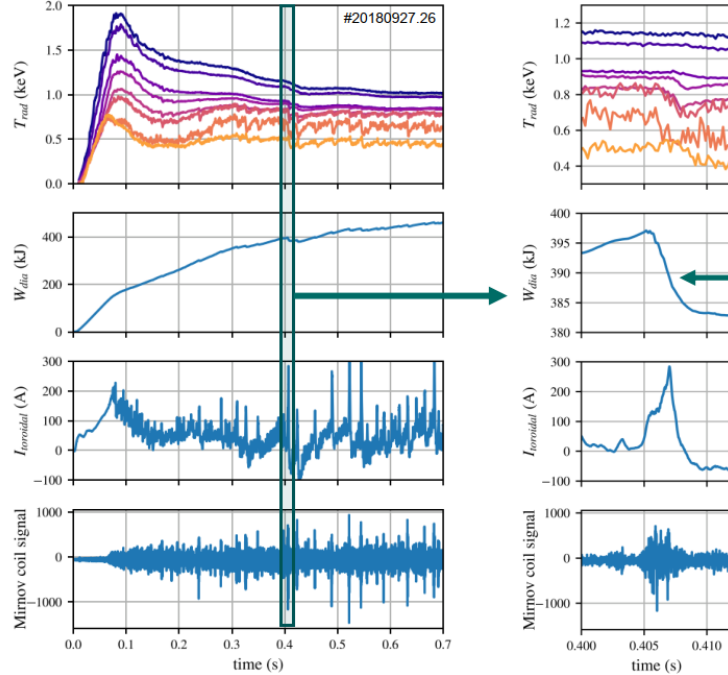 #20180927.26
T_rad (keV)
2.0
1.5
1.0
0.5
0.0
T_rad (keV)
1.2
1.0
0.8
0.6
0.4
W_dia (kJ)
400
200
0
W_dia (kJ)
400
395
390
385
380
I_toroidal (A)
300
200
100
0
−100
I_toroidal (A)
300
200
100
0
−100
Mirnov coil signal
1000
0
−1000
0.0 0.1 0.2 0.3 0.4 0.5 0.6 0.7
time (s)
Mirnov coil signal
1000
0
−1000
0.400 0.405 0.410
time (s)